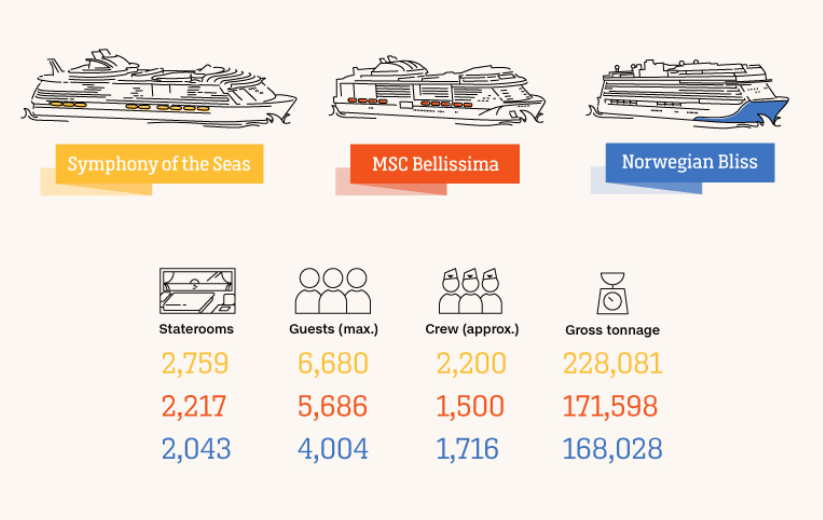 Symphony of the Seas
MSC Bellissima
Norwegian Bliss
Staterooms
Guests (max.)
Crew (approx.)
Gross tonnage
2,759 6,680 2,200 228,081
2,217 5,686 1,500 171,598
2,043 4,004 1,716 168,028